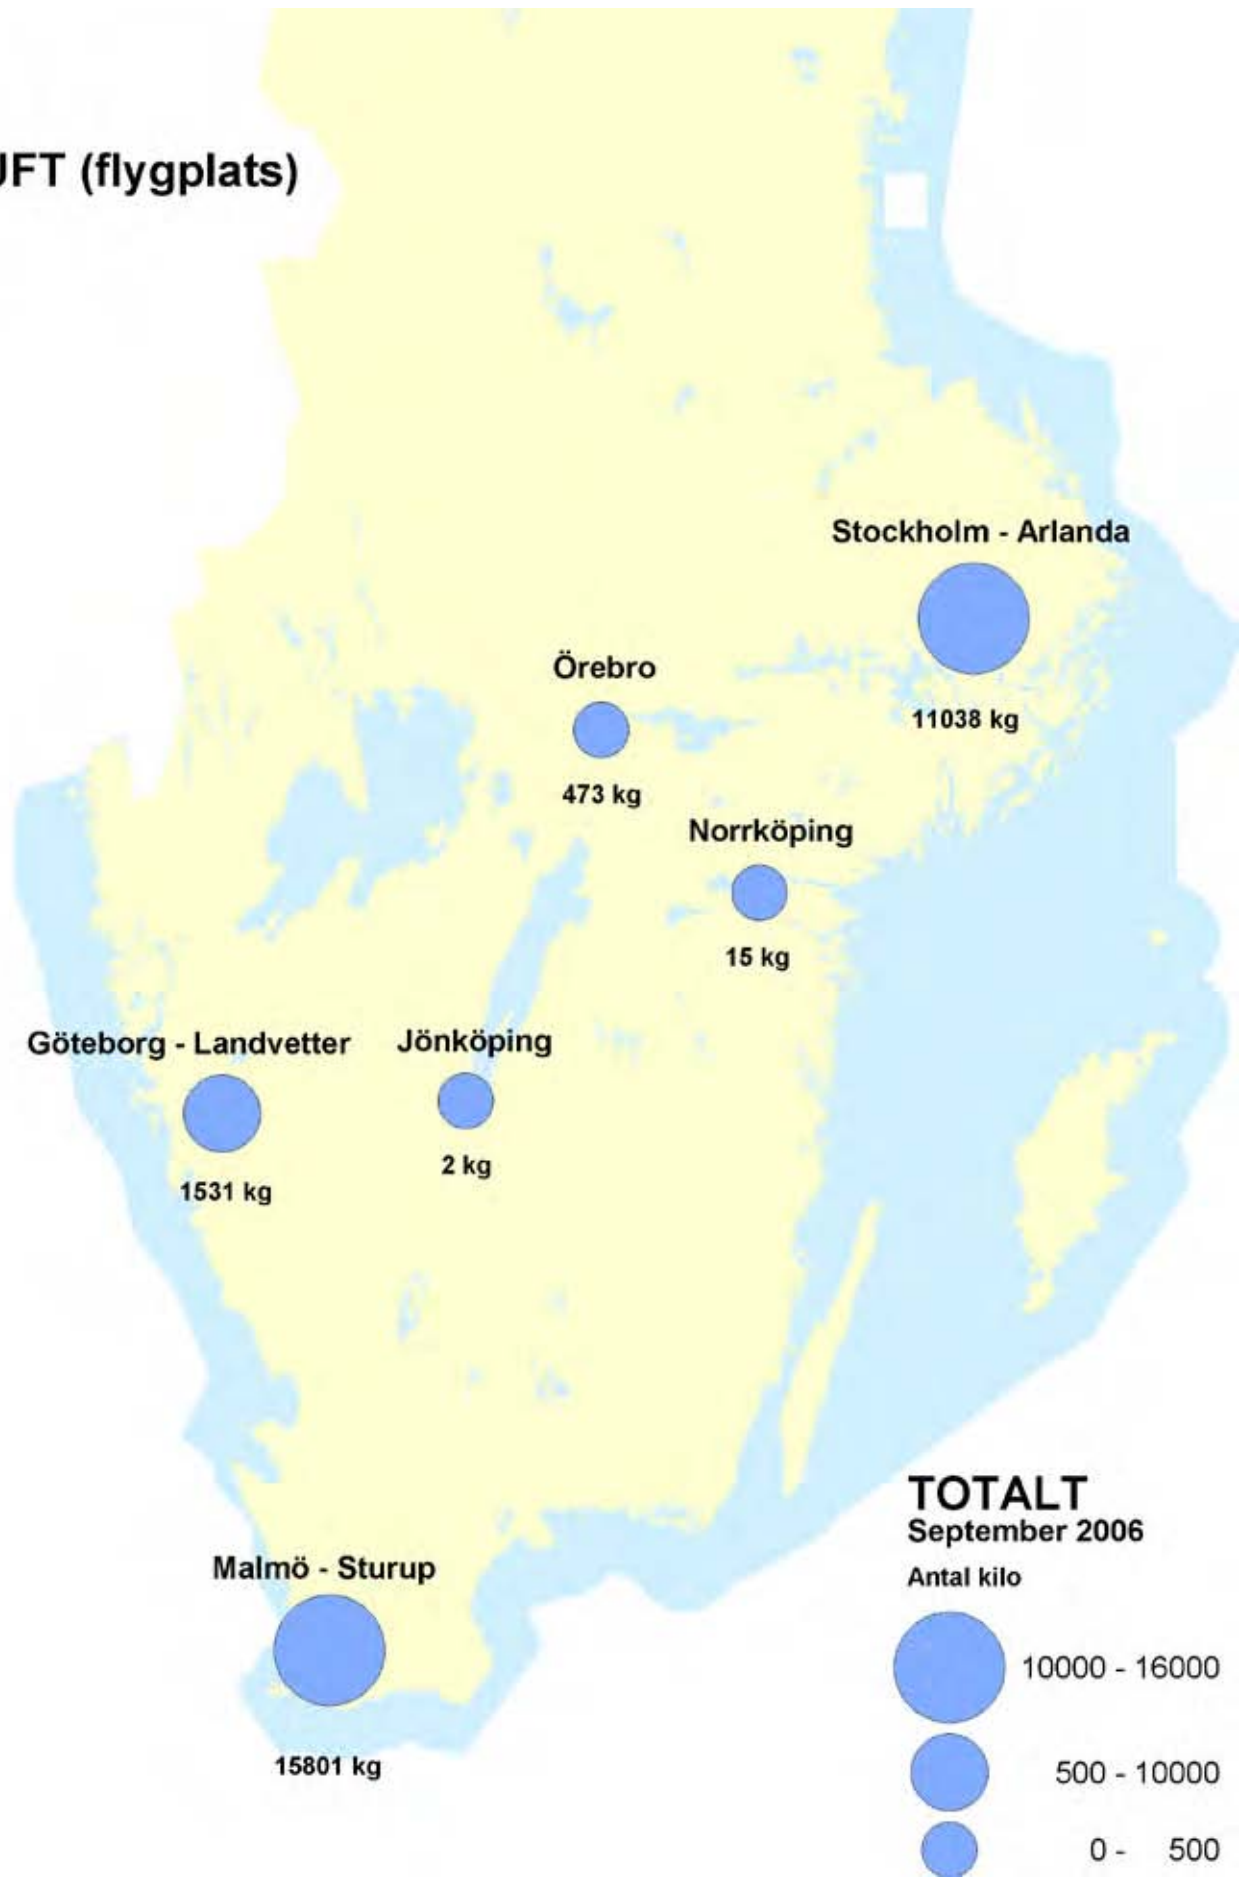 (flygplats)
Stockholm - Arlanda
11038 kg
Örebro
473 kg
Norrköping
15 kg
Göteborg - Landvetter
1531 kg
Jönköping
2 kg
Malmö - Sturup
15801 kg
TOTALT
September 2006
Antal kilo
10000 - 16000
500 - 10000
0 - 500